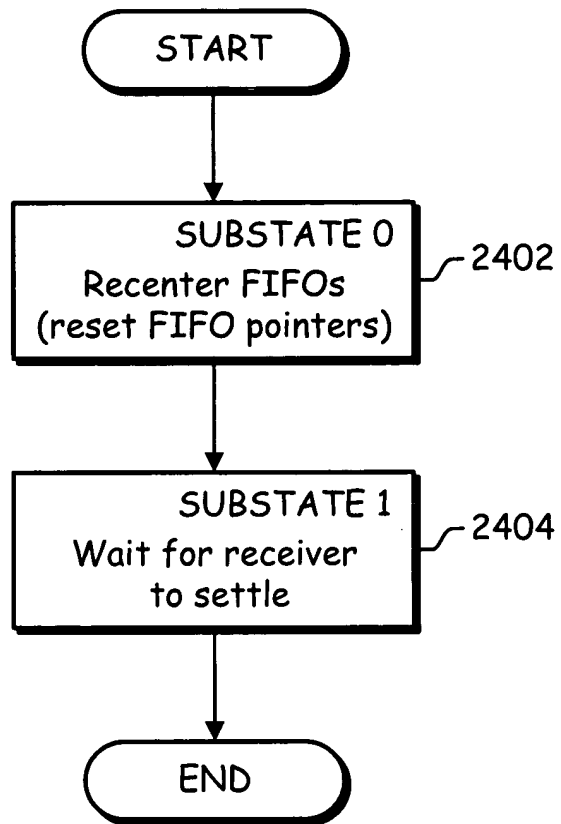 START
SUBSTATE 0
Recenter FIFOs
(reset FIFO pointers)
2402
SUBSTATE 1
Wait for receiver
to settle
2404
END